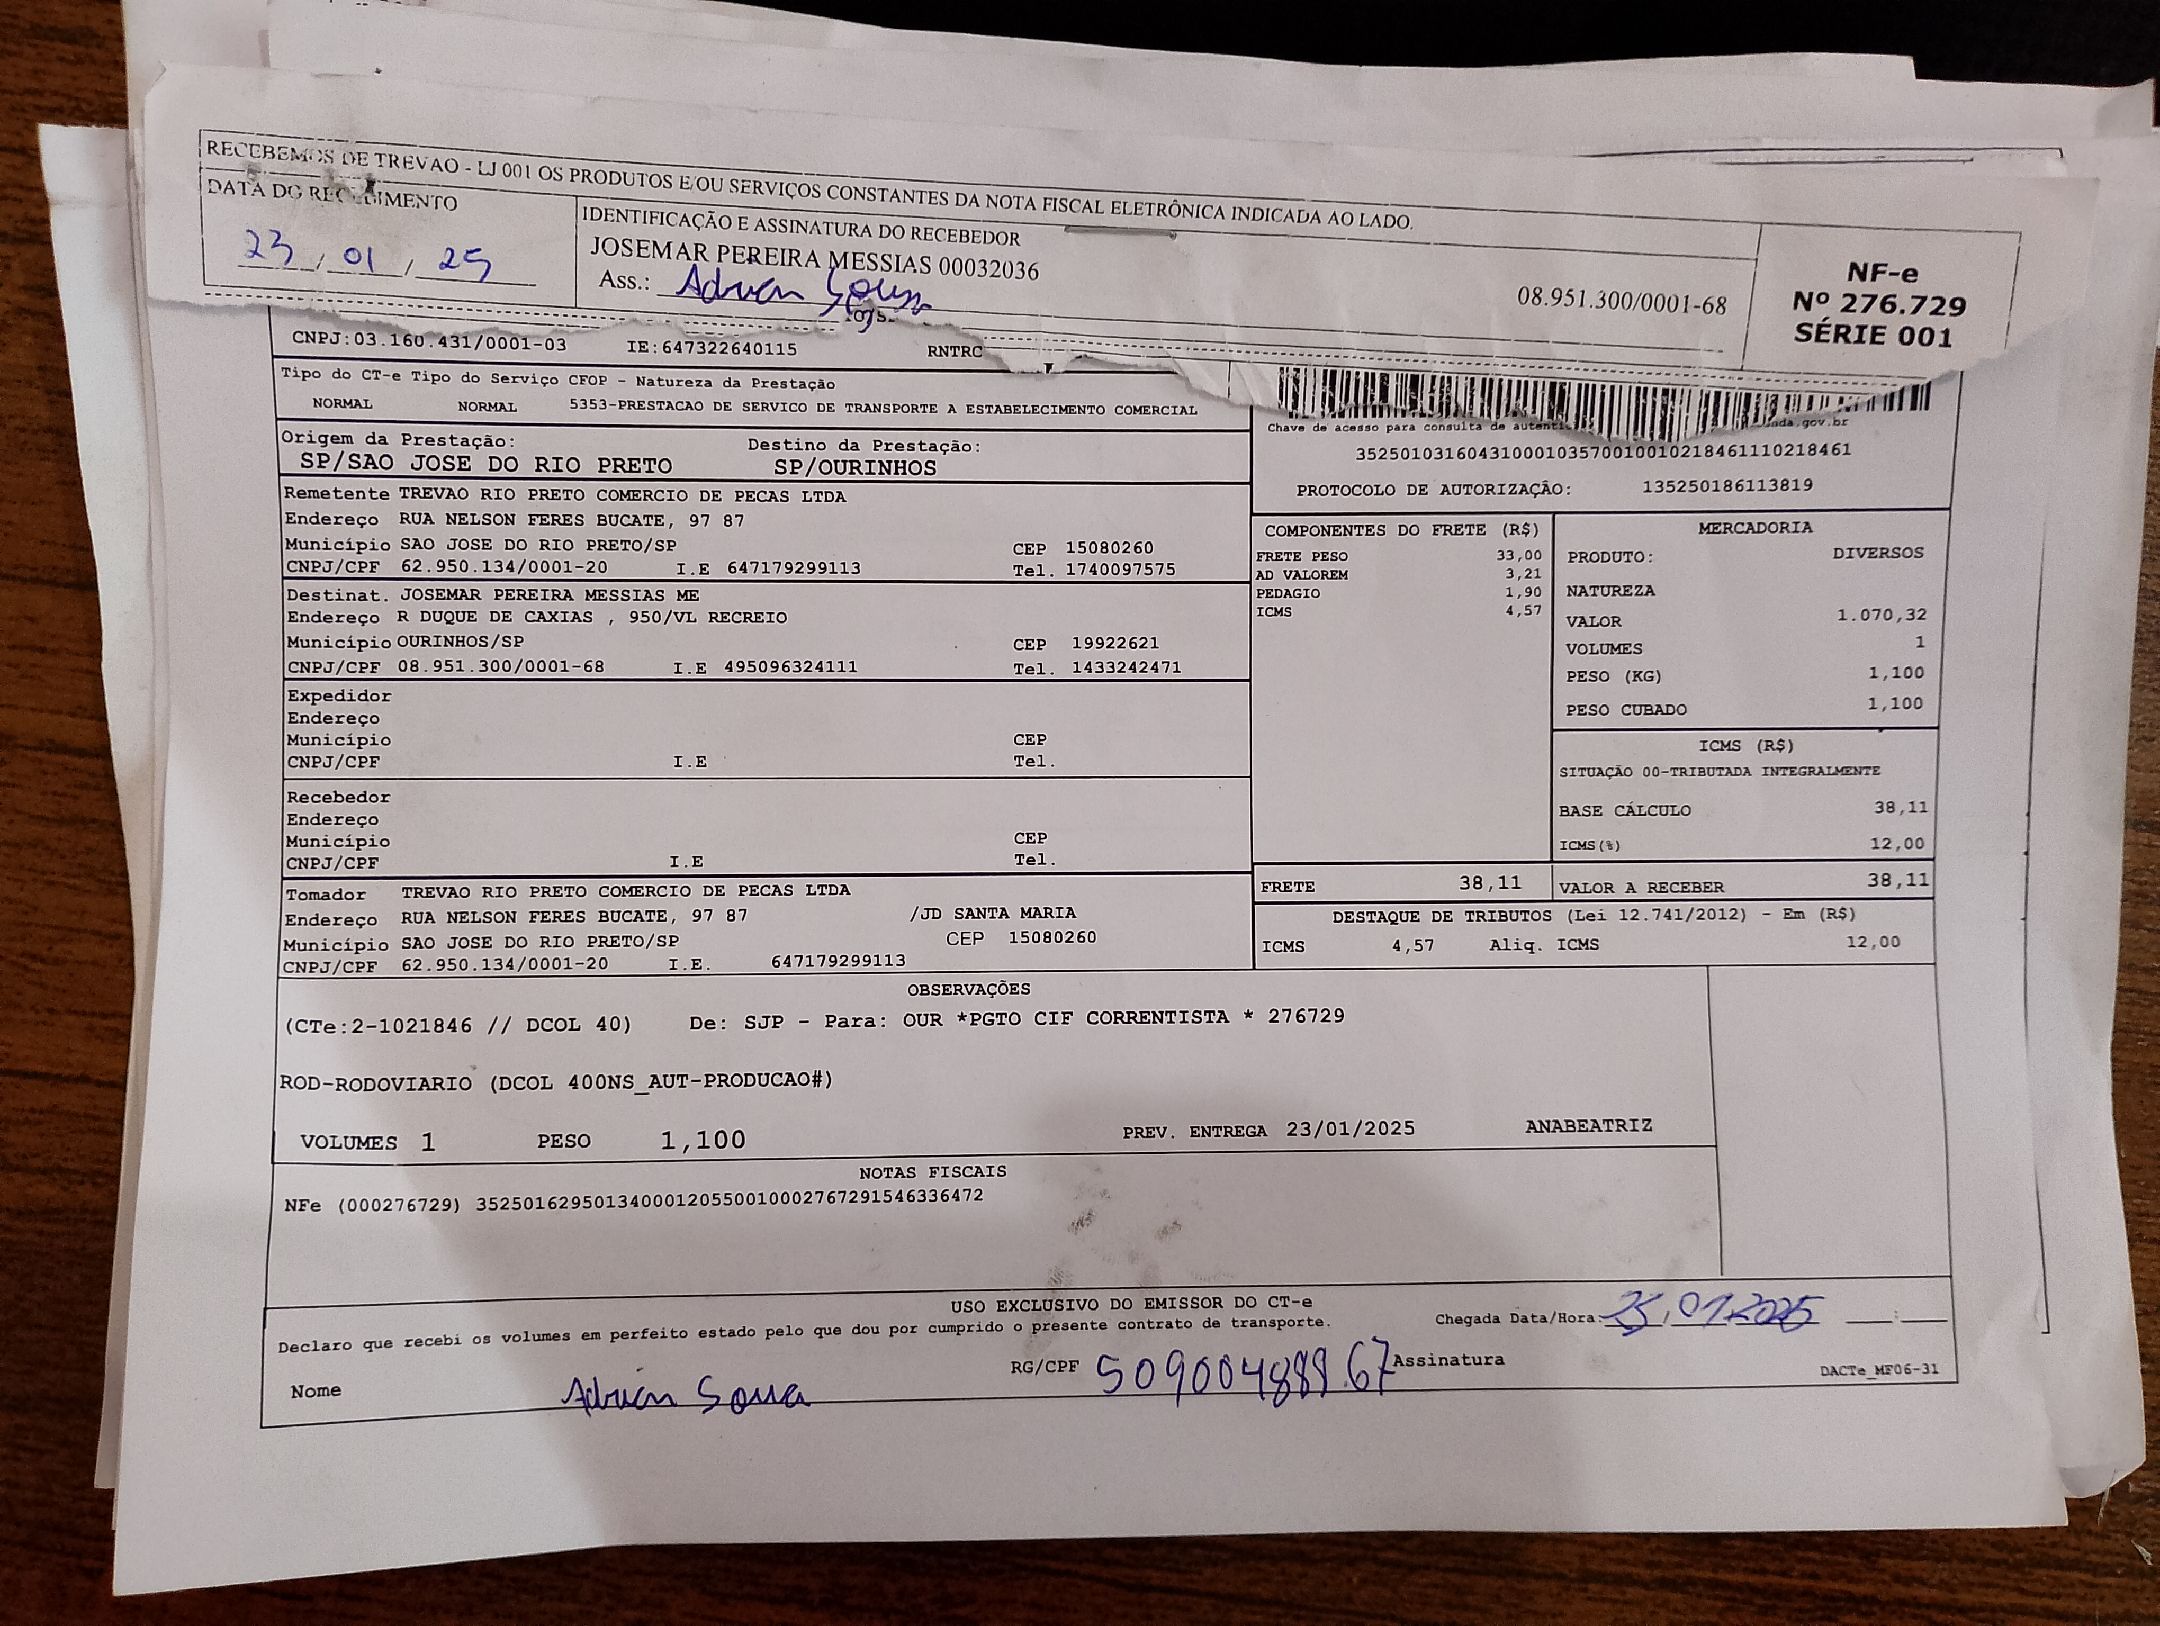 RECEBEMOS DE TREVAO - LJ 001 OS PRODUTOS E/OU SERVIÇOS CONSTANTES DA NOTA FISCAL ELETRÔNICA INDICADA AO LADO.
DATA DO RECEBIMENTO
23 / 01 / 25
IDENTIFICAÇÃO E ASSINATURA DO RECEBEDOR
JOSEMAR PEREIRA MESSIAS 00032036
Ass.: Adrian Sousa
08.951.300/0001-68
NF-e
Nº 276.729
SÉRIE 001
CNPJ:03.160.431/0001-03 IE:647322640115 RNTRC
Tipo do CT-e Tipo do Serviço CFOP - Natureza da Prestação
NORMAL NORMAL 5353-PRESTACAO DE SERVICO DE TRANSPORTE A ESTABELECIMENTO COMERCIAL
Chave de acesso para consulta de
35250103160431000103570010010218461110218461
PROTOCOLO DE AUTORIZAÇÃO: 135250186113819
Origem da Prestação: Destino da Prestação:
SP/SAO JOSE DO RIO PRETO SP/OURINHOS
Remetente TREVAO RIO PRETO COMERCIO DE PECAS LTDA
Endereço RUA NELSON FERES BUCATE, 97 87
Município SAO JOSE DO RIO PRETO/SP CEP 15080260
CNPJ/CPF 62.950.134/0001-20 I.E 647179299113 Tel. 1740097575
Destinat. JOSEMAR PEREIRA MESSIAS ME
Endereço R DUQUE DE CAXIAS , 950/VL RECREIO
Município OURINHOS/SP CEP 19922621
CNPJ/CPF 08.951.300/0001-68 I.E 495096324111 Tel. 1433242471
Expedidor
Endereço
Município CEP
CNPJ/CPF I.E Tel.
Recebedor
Endereço
Município CEP
CNPJ/CPF I.E Tel.
Tomador TREVAO RIO PRETO COMERCIO DE PECAS LTDA
Endereço RUA NELSON FERES BUCATE, 97 87 /JD SANTA MARIA
Município SAO JOSE DO RIO PRETO/SP CEP 15080260
CNPJ/CPF 62.950.134/0001-20 I.E. 647179299113
COMPONENTES DO FRETE (R$)
FRETE PESO 33,00
AD VALOREM 3,21
PEDAGIO 1,90
ICMS 4,57
MERCADORIA
PRODUTO: DIVERSOS
NATUREZA
VALOR 1.070,32
VOLUMES 1
PESO (KG) 1,100
PESO CUBADO 1,100
ICMS (R$)
SITUAÇÃO 00-TRIBUTADA INTEGRALMENTE
BASE CÁLCULO 38,11
ICMS(%) 12,00
FRETE 38,11 VALOR A RECEBER 38,11
DESTAQUE DE TRIBUTOS (Lei 12.741/2012) - Em (R$)
ICMS 4,57 Aliq. ICMS 12,00
OBSERVAÇÕES
(CTe:2-1021846 // DCOL 40) De: SJP - Para: OUR *PGTO CIF CORRENTISTA * 276729
ROD-RODOVIARIO (DCOL 400NS_AUT-PRODUCAO#)
VOLUMES 1 PESO 1,100 PREV. ENTREGA 23/01/2025 ANABEATRIZ
NOTAS FISCAIS
NFe (000276729) 35250162950134000120550010002767291546336472
USO EXCLUSIVO DO EMISSOR DO CT-e
Declaro que recebi os volumes em perfeito estado pelo que dou por cumprido o presente contrato de transporte.
Chegada Data/Hora
Nome Adrian Sousa RG/CPF 509004888 67 Assinatura
DACTe_MF06-31